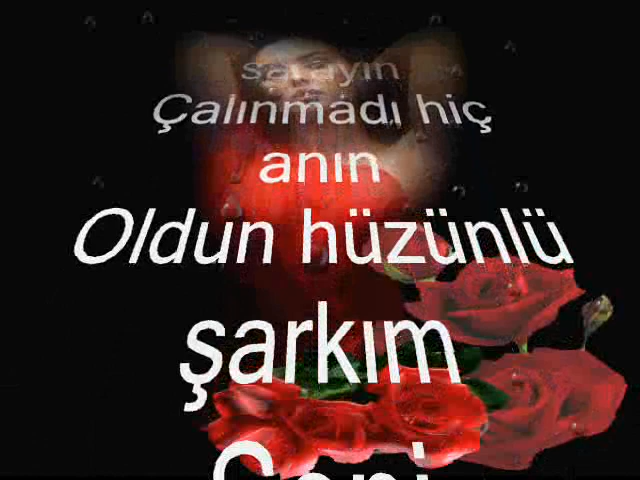 Çalınmadı hiç
anın
Oldun hüzünlü
şarkım